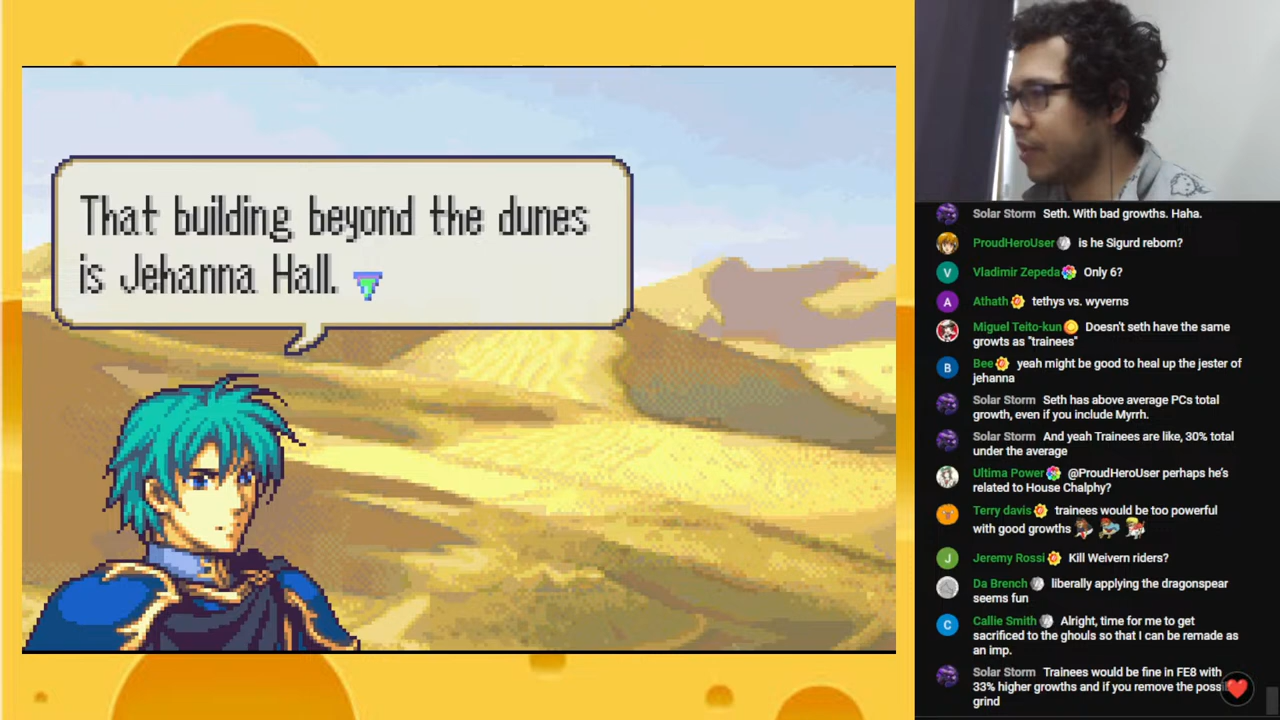 That building beyond the dunes
is Jehanna Hall.
Solar Storm Seth. With bad growths. Haha.
ProudHeroUser is he Sigurd reborn?
V
Vladimir Zepeda Only 6?
A
Athath tethys vs. wyverns
Miguel Teito-kun Doesn't seth have the same
growts as "trainees"
B
Bee yeah might be good to heal up the jester of
jehanna
Solar Storm Seth has above average PCs total
growth, even if you include Myrrh.
Solar Storm And yeah Trainees are like, 30% total
under the average
Ultima Power @ProudHeroUser perhaps he's
related to House Chalphy?
Terry davis trainees would be too powerful
with good growths
J
Jeremy Rossi Kill Weivern riders?
Da Brench liberally applying the dragonspear
seems fun
C
Callie Smith Alright, time for me to get
sacrificed to the ghouls so that I can be remade as
an imp.
Solar Storm Trainees would be fine in FE8 with
33% higher growths and if you remove the
grind